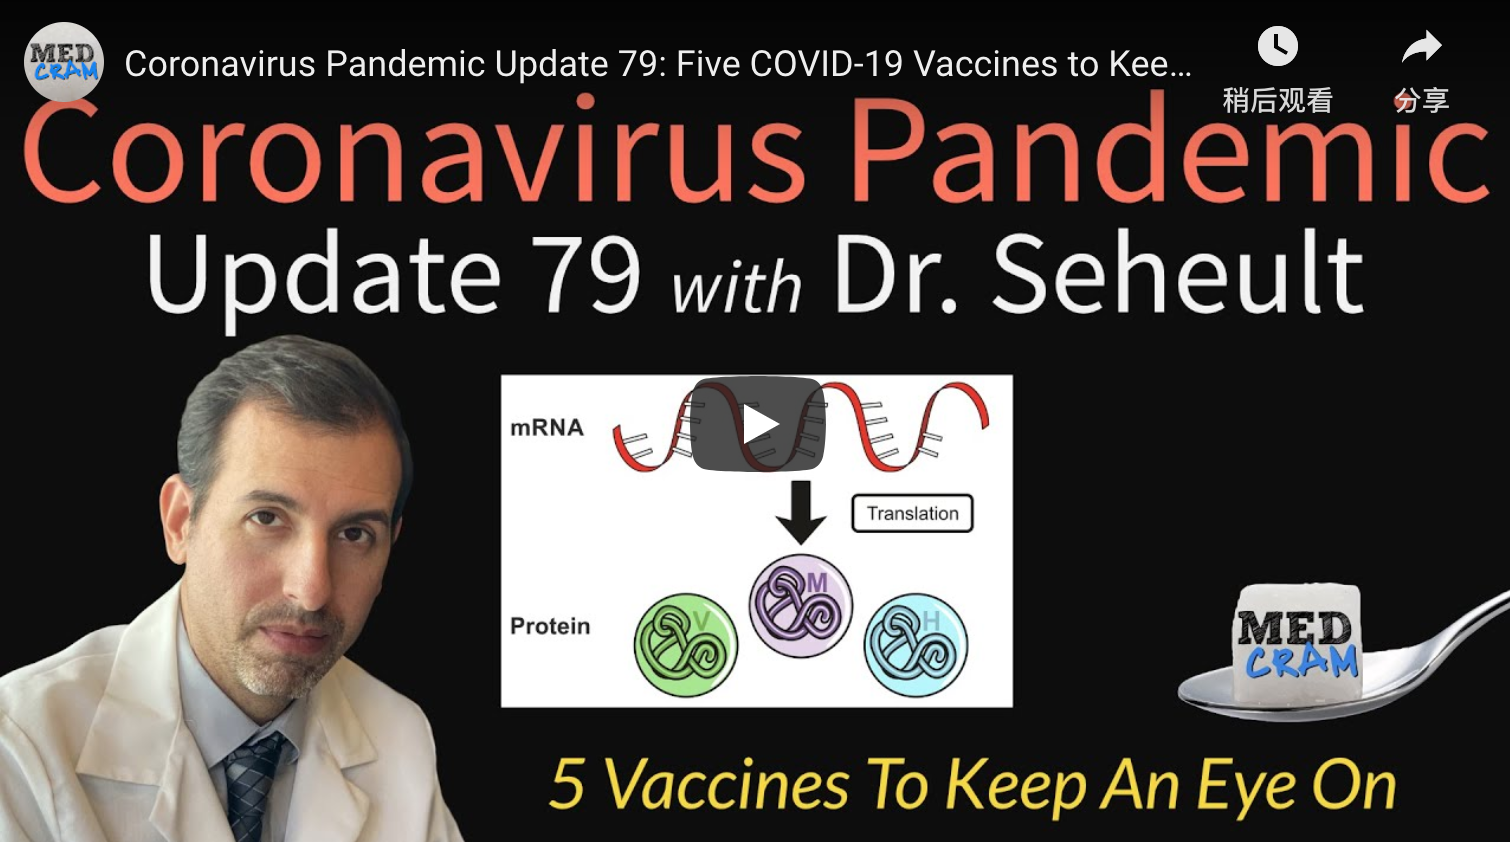 MED
CRAM
Coronavirus Pandemic Update 79: Five COVID-19 Vaccines to Kee...
稍后观看
分享
Coronavirus Pandemic
Update 79 with Dr. Seheult
mRNA
Translation
M
V
H
Protein
MED
CRAM
5 Vaccines To Keep An Eye On